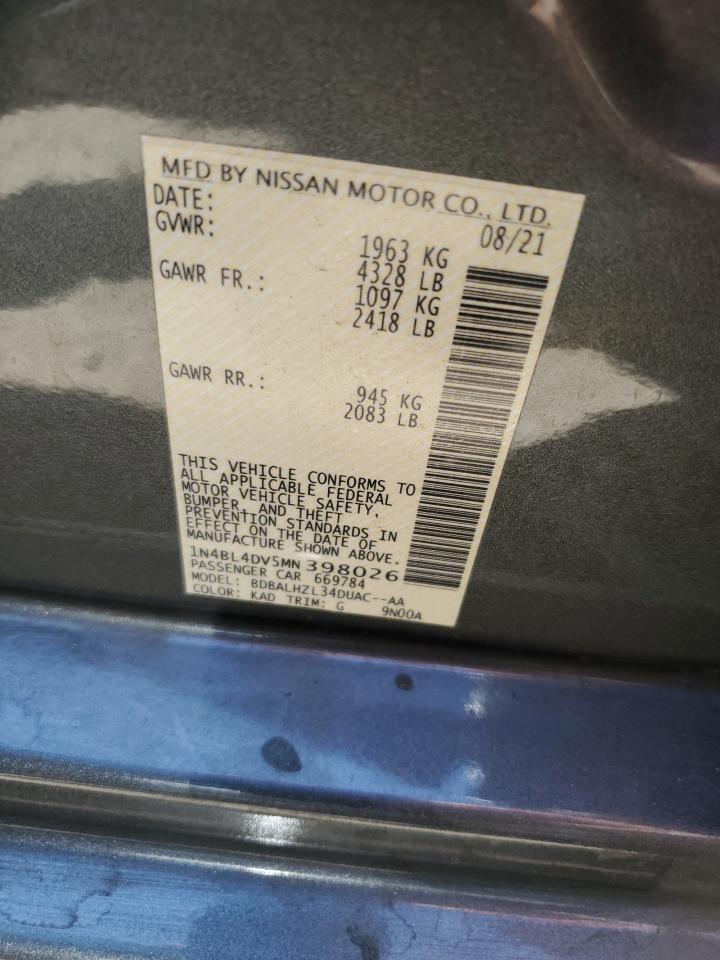 MFD BY NISSAN MOTOR CO., LTD.
DATE: 08/21
GVWR: 1963 KG
4328 LB
GAWR FR.: 1097 KG
2418 LB
GAWR RR.: 945 KG
2083 LB
THIS VEHICLE CONFORMS TO
ALL APPLICABLE FEDERAL
MOTOR VEHICLE SAFETY,
BUMPER, AND THEFT
PREVENTION STANDARDS IN
EFFECT ON THE DATE OF
MANUFACTURE SHOWN ABOVE.
1N4BL4DV5MN 398026
PASSENGER CAR 669784
MODEL: BDBALHZL34DUAC--AA
COLOR: KAD TRIM: G 9N00A